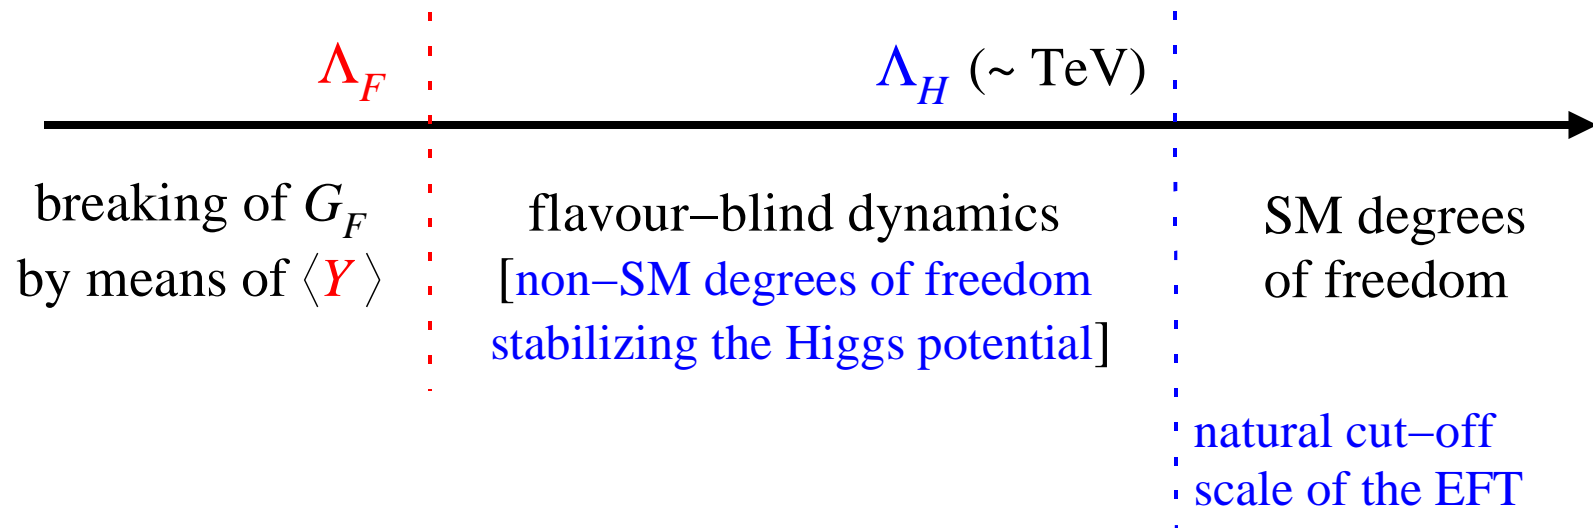 Λ_F
Λ_H (~ TeV)
breaking of G_F
by means of ⟨Y⟩
flavour–blind dynamics
[non–SM degrees of freedom
stabilizing the Higgs potential]
SM degrees
of freedom
natural cut–off
scale of the EFT